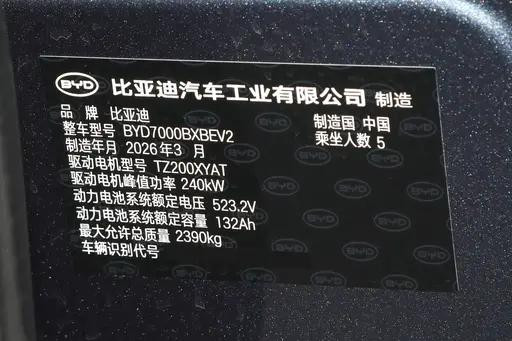 BYD 比亚迪汽车工业有限公司 制造
品 牌 比亚迪
制造国 中国
整车型号 BYD7000BXBEV2
乘坐人数 5
制造年月 2026年3 月
驱动电机型号 TZ200XYAT
驱动电机峰值功率 240kW
动力电池系统额定电压 523.2V
动力电池系统额定容量 132Ah
最大允许总质量 2390kg
车辆识别代号